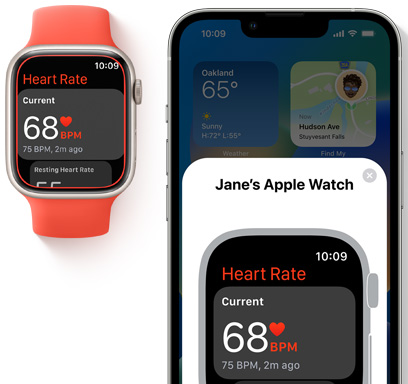 10:09
Heart Rate
Current
68
BPM
75 BPM, 2m ago
Resting Heart Rate
10:09
Oakland
65°
Sunny
H:72° L:55°
Weather
Now
Hudson Ave
Stuyvesant Falls
Find My
Jane's Apple Watch
10:09
Heart Rate
Current
68
BPM
75 BPM, 2m ago